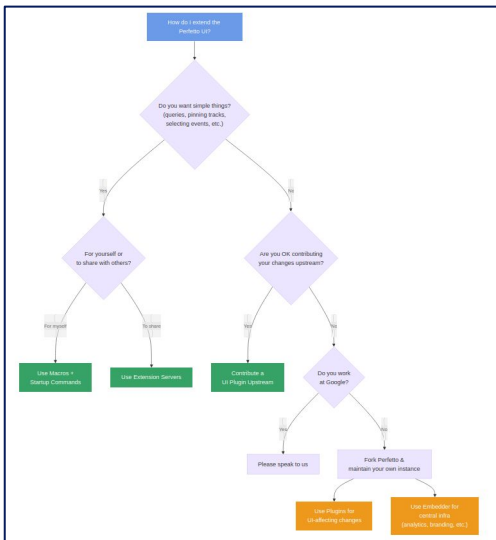 How do I extend the
Perfetto UI?
Do you want simple things?
(queries, pinning tracks,
selecting events, etc.)
Yes
No
For yourself or
to share with others?
Are you OK contributing
your changes upstream?
For myself
To share
Yes
No
Use Macros +
Startup Commands
Use Extension Servers
Contribute a
UI Plugin Upstream
Do you work
at Google?
Yes
No
Please speak to us
Fork Perfetto &
maintain your own instance
Use Plugins for
UI-affecting changes
Use Embedder for
central infra
(analytics, branding, etc.)